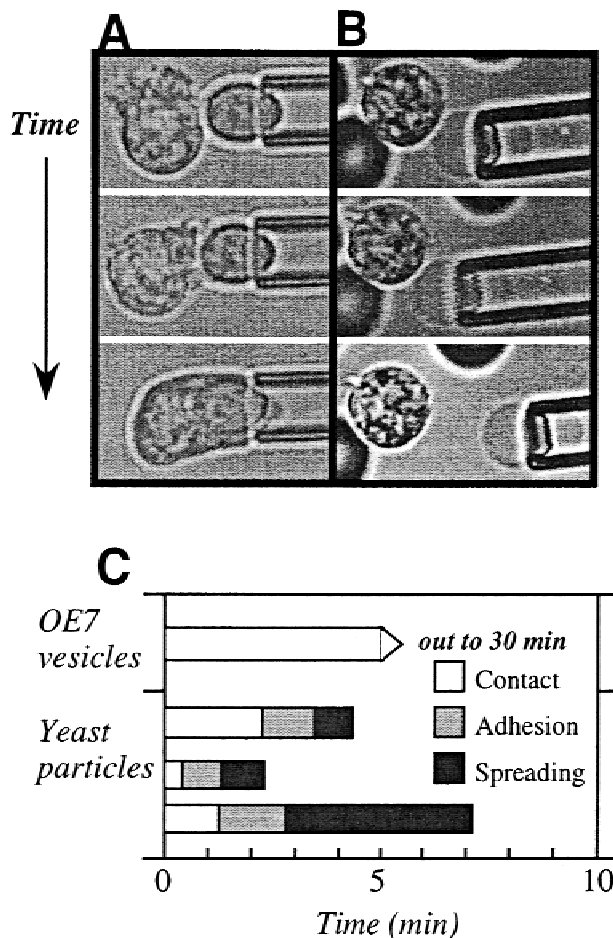 A
B
Time
C
OE7
vesicles
out to 30 min
Contact
Yeast
particles
Adhesion
Spreading
0
5
10
Time (min)